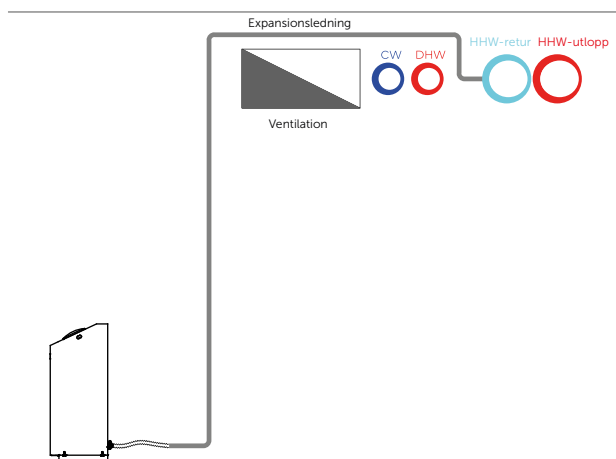 Expansionsledning
HHW-retur HHW-utlopp
CW DHW
Ventilation